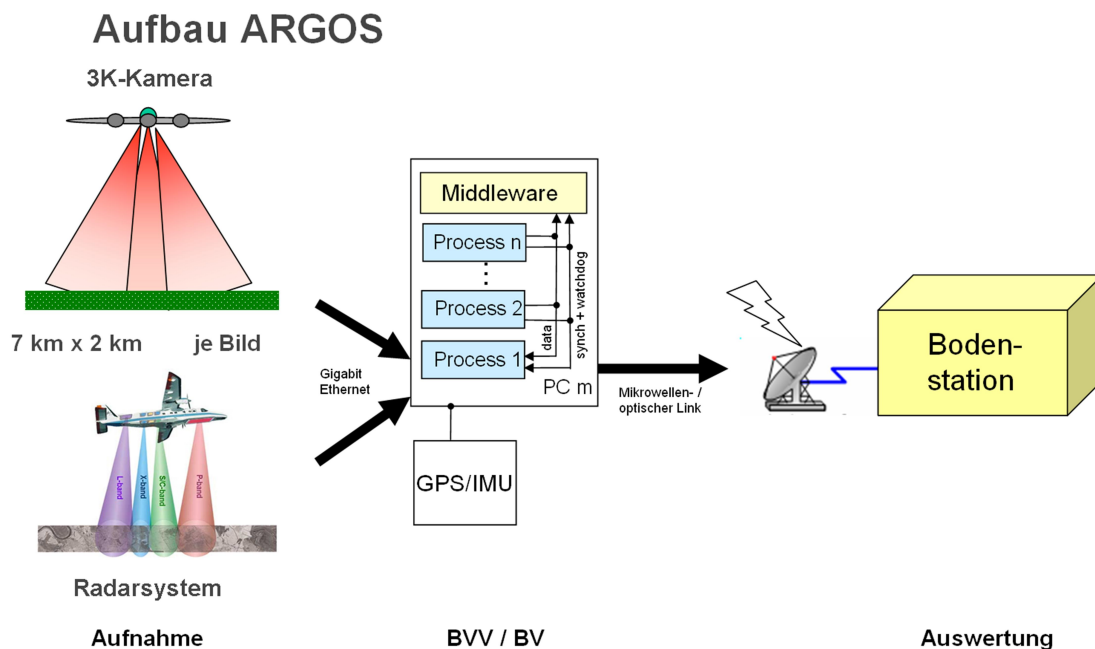 Aufbau ARGOS
3K-Kamera
7 km x 2 km je Bild
L-band
X-band
S/C-band
P-band
Radarsystem
Aufnahme
Gigabit
Ethernet
Middleware
Process n
Process 2
Process 1
data
synch + watchdog
PC m
GPS/IMU
BVV / BV
Mikrowellen- /
optischer Link
Boden-
station
Auswertung